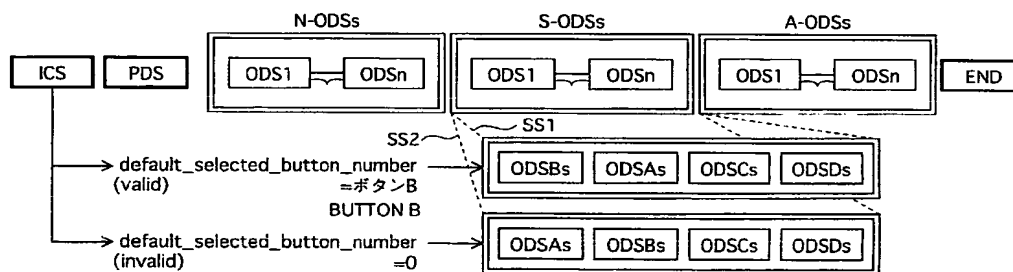 N-ODSs S-ODSs A-ODSs
ICS PDS ODS1 ODSn ODS1 ODSn ODS1 ODSn END
SS2 SS1
default_selected_button_number ODSBs ODSAs ODSCs ODSDs
(valid) =ボタンB
BUTTON B
default_selected_button_number ODSAs ODSBs ODSCs ODSDs
(invalid) =0